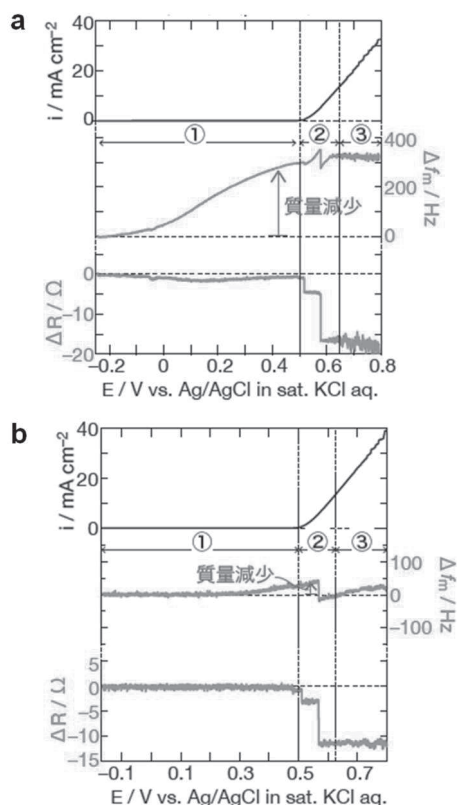 a
i / mA cm⁻²
40
20
0
① ② ③
質量減少
400
200
0
Δfm / Hz
ΔR / Ω
0
−10
−20
−0.2 0 0.2 0.4 0.6 0.8
E / V vs. Ag/AgCl in sat. KCl aq.
b
i / mA cm⁻²
40
20
0
① ② ③
質量減少
100
0
−100
Δfm / Hz
ΔR / Ω
5
0
−5
−10
−15
−0.1 0.1 0.3 0.5 0.7
E / V vs. Ag/AgCl in sat. KCl aq.